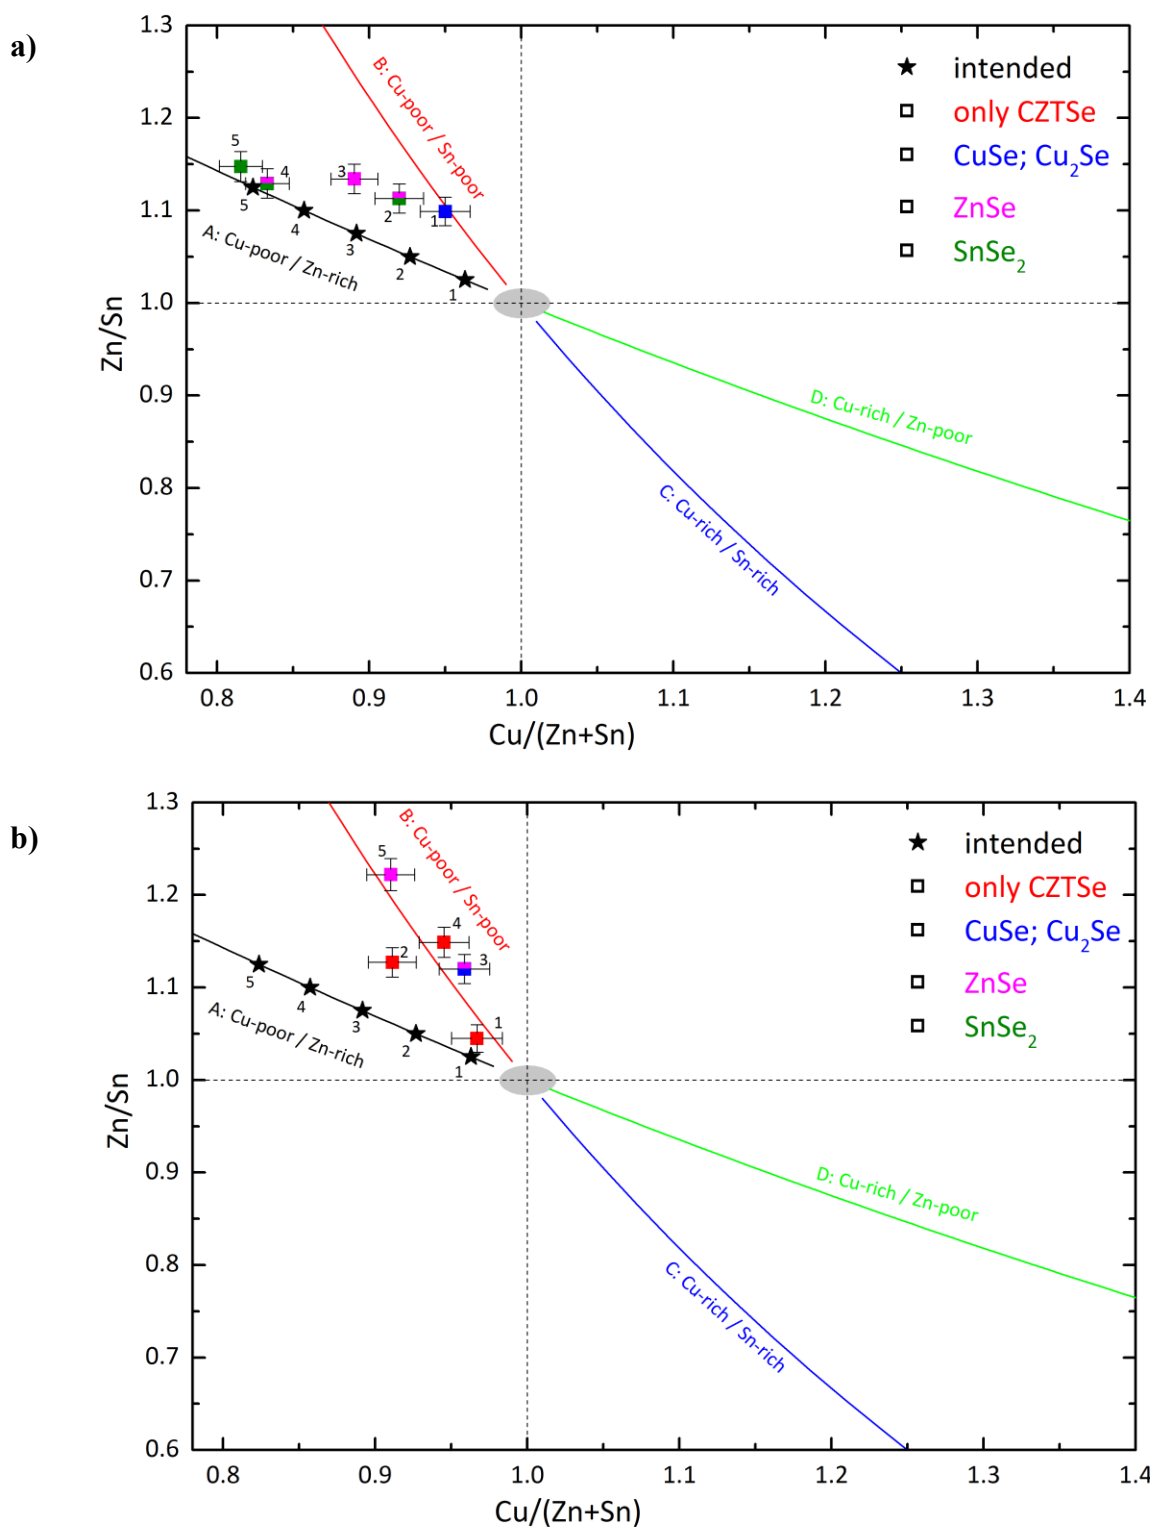 a)
1.3
1.2
1.1
1.0
0.9
0.8
0.7
0.6
Zn/Sn
0.8
0.9
1.0
1.1
1.2
1.3
1.4
Cu/(Zn+Sn)
intended
only CZTSe
CuSe; Cu₂Se
ZnSe
SnSe₂
B: Cu-poor / Sn-poor
A: Cu-poor / Zn-rich
D: Cu-rich / Zn-poor
C: Cu-rich / Sn-rich
5
4
3
2
1
5
4
3
2
1
b)
1.3
1.2
1.1
1.0
0.9
0.8
0.7
0.6
Zn/Sn
0.8
0.9
1.0
1.1
1.2
1.3
1.4
Cu/(Zn+Sn)
intended
only CZTSe
CuSe; Cu₂Se
ZnSe
SnSe₂
B: Cu-poor / Sn-poor
A: Cu-poor / Zn-rich
D: Cu-rich / Zn-poor
C: Cu-rich / Sn-rich
5
4
2
3
1
5
4
3
2
1